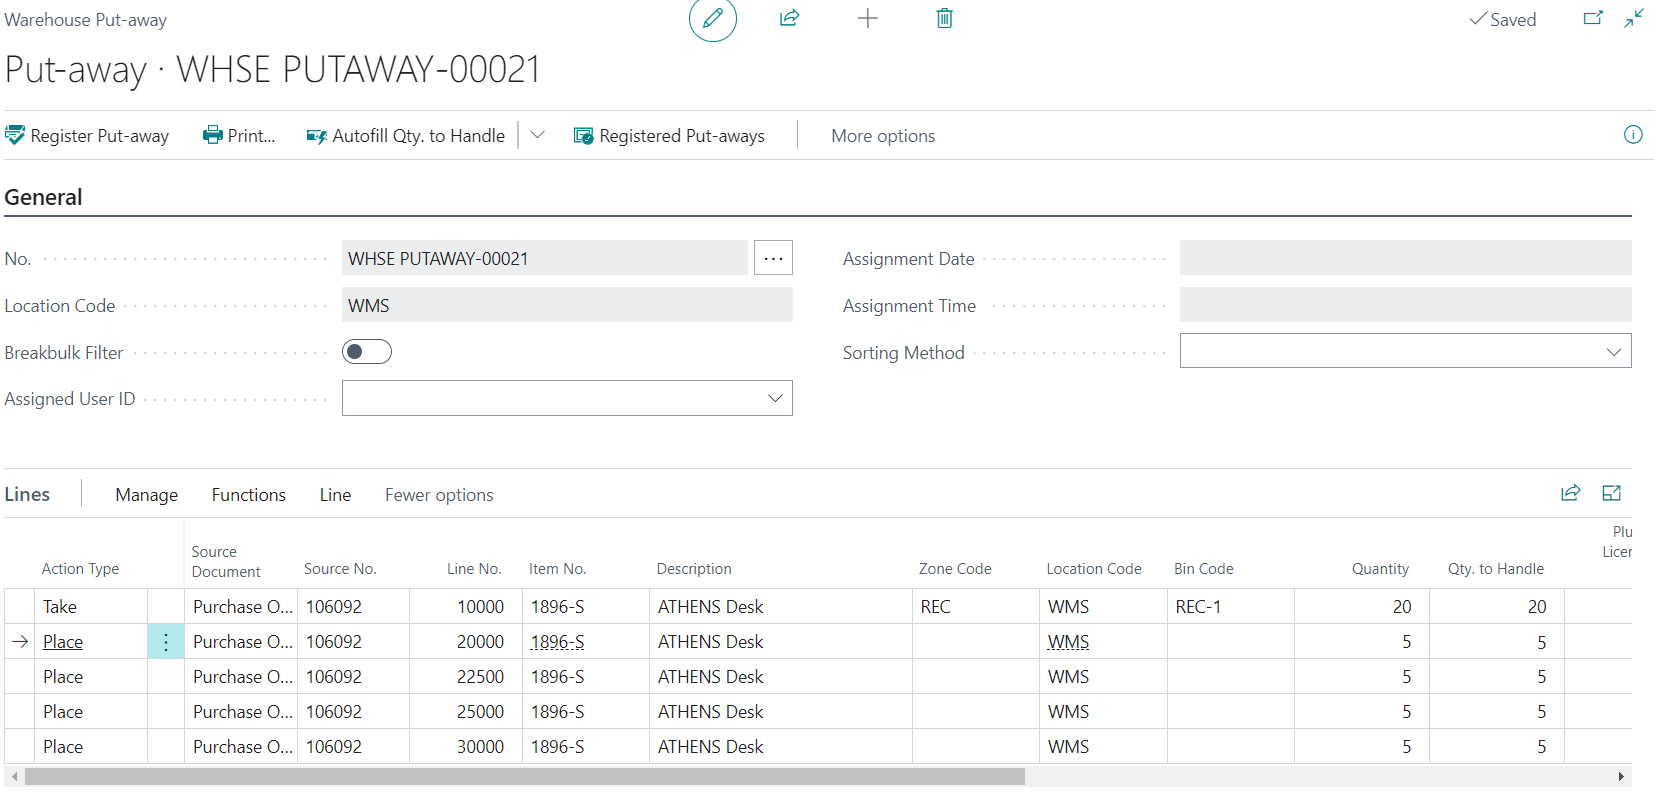 Warehouse Put-away
Saved
Put-away · WHSE PUTAWAY-00021
Register Put-away Print... Autofill Qty. to Handle Registered Put-aways More options
General
No. WHSE PUTAWAY-00021 ...
Location Code WMS
Breakbulk Filter
Assigned User ID
Assignment Date
Assignment Time
Sorting Method
Lines Manage Functions Line Fewer options
Action Type Source Document Source No. Line No. Item No. Description Zone Code Location Code Bin Code Quantity Qty. to Handle Plu Licer
Take Purchase O... 106092 10000 1896-S ATHENS Desk REC WMS REC-1 20 20
Place Purchase O... 106092 20000 1896-S ATHENS Desk WMS 5 5
Place Purchase O... 106092 22500 1896-S ATHENS Desk WMS 5 5
Place Purchase O... 106092 25000 1896-S ATHENS Desk WMS 5 5
Place Purchase O... 106092 30000 1896-S ATHENS Desk WMS 5 5